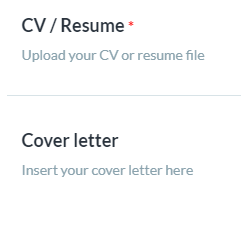 CV / Resume *
Upload your CV or resume file
Cover letter
Insert your cover letter here